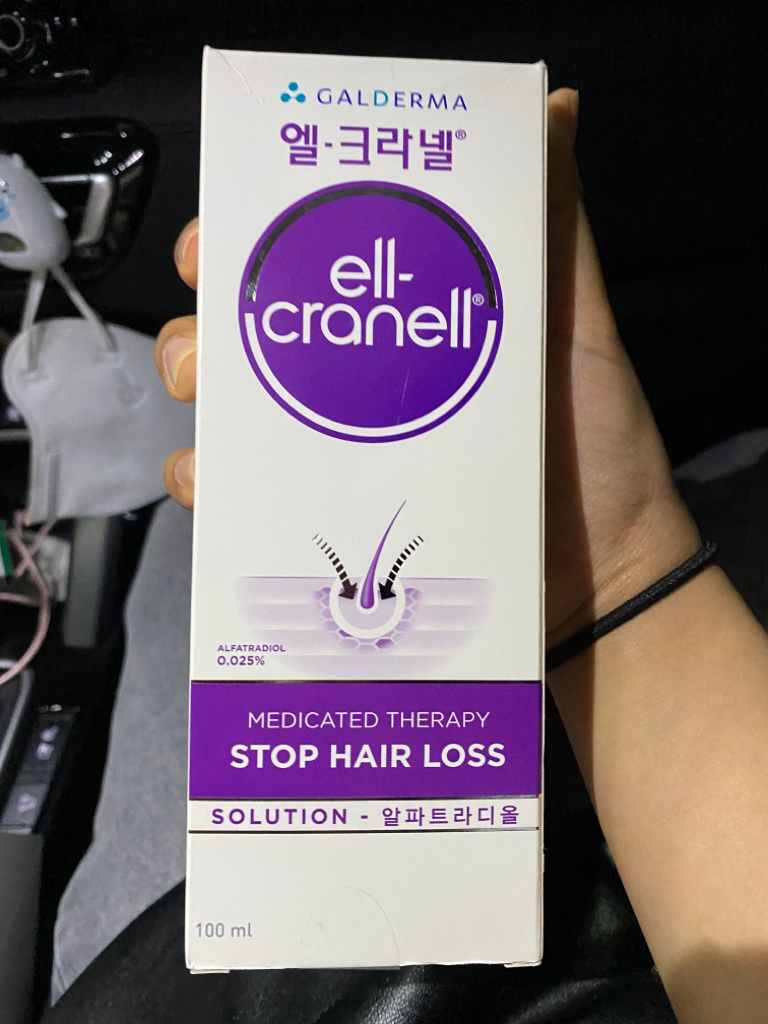 GALDERMA
엘-크라넬®
ell-
cranell®
ALFATRADIOL
0.025%
MEDICATED THERAPY
STOP HAIR LOSS
SOLUTION - 알파트라디올
100 ml